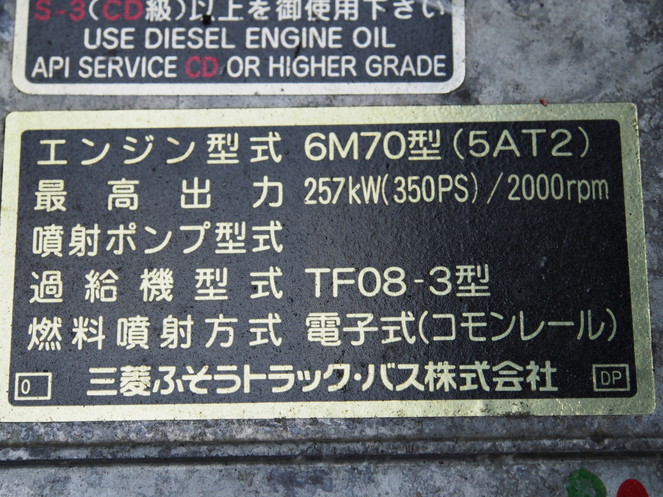 S-3(CD級)以上を御使用下さい
USE DIESEL ENGINE OIL
API SERVICE CD OR HIGHER GRADE
エンジン型式 6M70型(5AT2)
最高出力 257kW(350PS)/2000rpm
噴射ポンプ型式
過給機型式 TF08-3型
燃料噴射方式 電子式(コモンレール)
0 三菱ふそうトラック・バス株式会社 DP